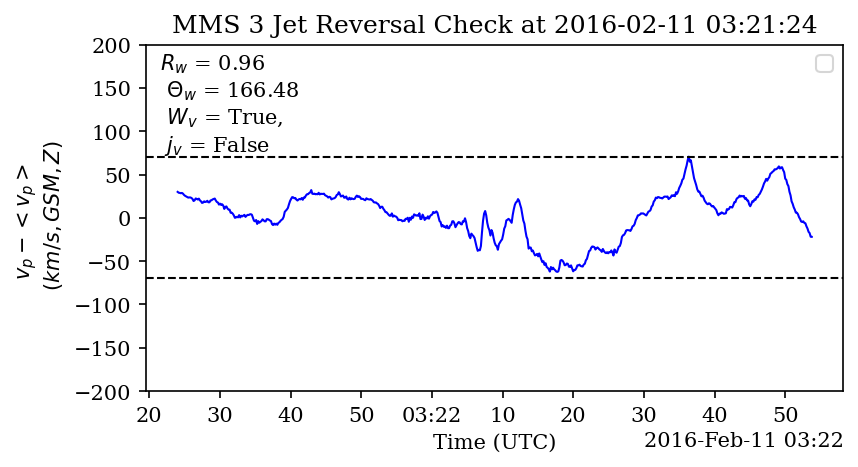 MMS 3 Jet Reversal Check at 2016-02-11 03:21:24
R_w = 0.96
Θ_w = 166.48
W_v = True,
j_v = False
v_p − <v_p>
(km/s, GSM, Z)
200
150
100
50
0
−50
−100
−150
−200
20 30 40 50 03:22 10 20 30 40 50
Time (UTC)
2016-Feb-11 03:22